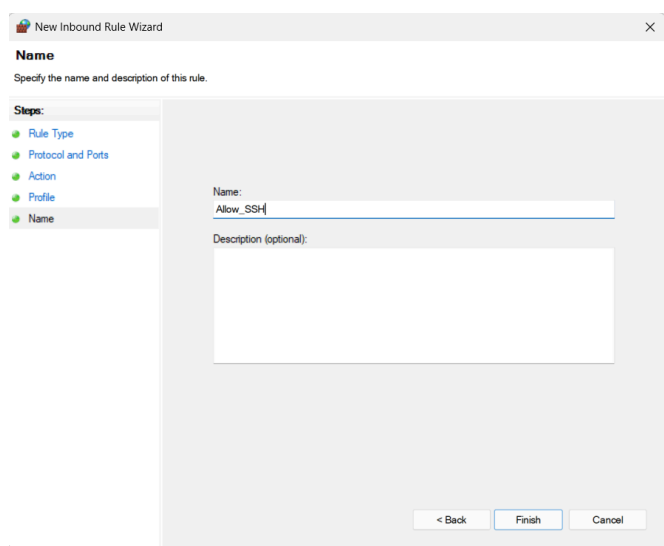 New Inbound Rule Wizard
Name
Specify the name and description of this rule.
Steps:
Rule Type
Protocol and Ports
Action
Profile
Name
Name:
Allow_SSH
Description (optional):
< Back
Finish
Cancel